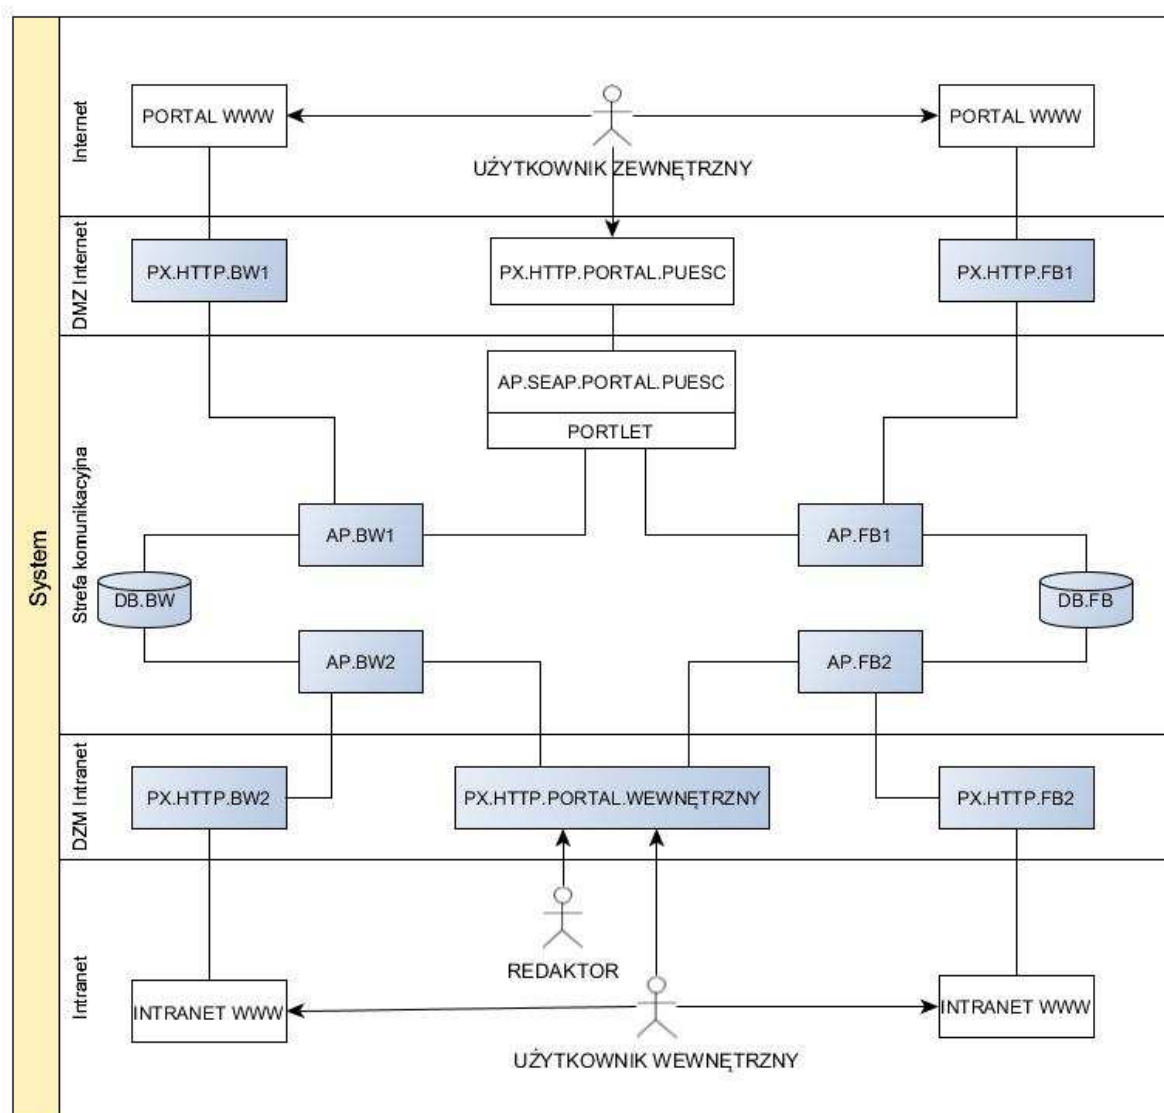 System
Internet
PORTAL WWW
UŻYTKOWNIK ZEWNĘTRZNY
PORTAL WWW
DMZ Internet
PX.HTTP.BW1
PX.HTTP.PORTAL.PUESC
PX.HTTP.FB1
Strefa komunikacyjna
AP.SEAP.PORTAL.PUESC
PORTLET
AP.BW1
AP.FB1
DB.BW
DB.FB
AP.BW2
AP.FB2
DZM Intranet
PX.HTTP.BW2
PX.HTTP.PORTAL.WEWNĘTRZNY
PX.HTTP.FB2
Intranet
REDAKTOR
INTRANET WWW
INTRANET WWW
UŻYTKOWNIK WEWNĘTRZNY